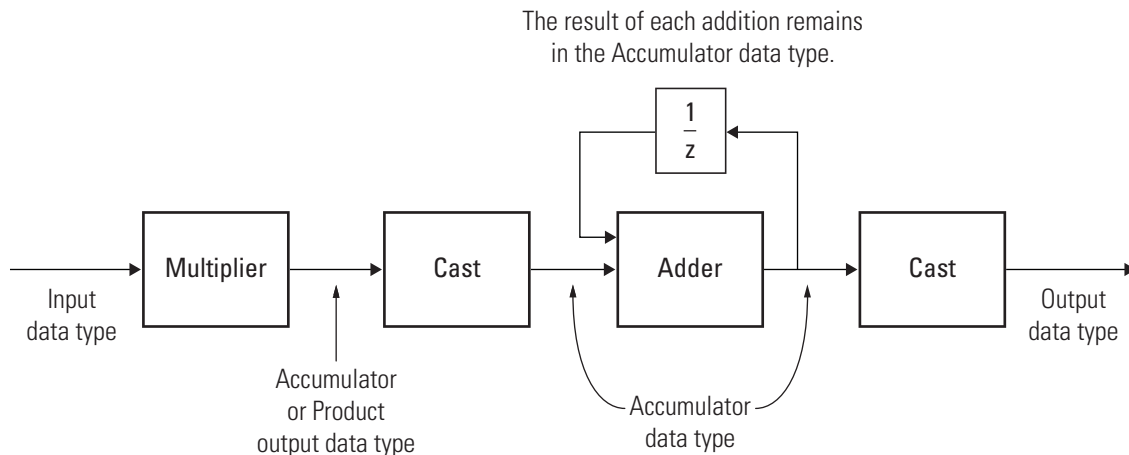 The result of each addition remains
in the Accumulator data type.
1
z
Multiplier
Cast
Adder
Cast
Input
data type
Accumulator
or Product
output data type
Accumulator
data type
Output
data type